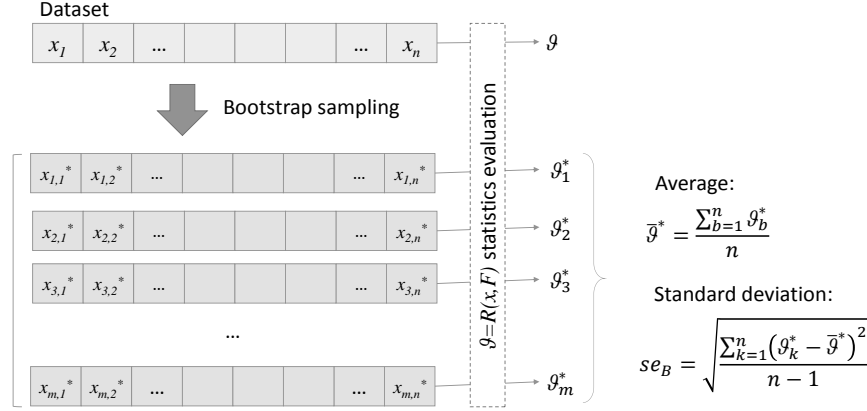 Dataset
x1 x2 ... ... xn ϑ
Bootstrap sampling
ϑ=R(x,F) statistics evaluation
x1,1* x1,2* ... ... x1,n* ϑ1*
x2,1* x2,2* ... ... x2,n* ϑ2*
x3,1* x3,2* ... ... x3,n* ϑ3*
...
xm,1* xm,2* ... ... xm,n* ϑm*
Average:
ϑ̅* = ∑_{b=1}^{n} ϑb* / n
Standard deviation:
seB = √(∑_{k=1}^{n} (ϑk* − ϑ̅*)² / (n − 1))